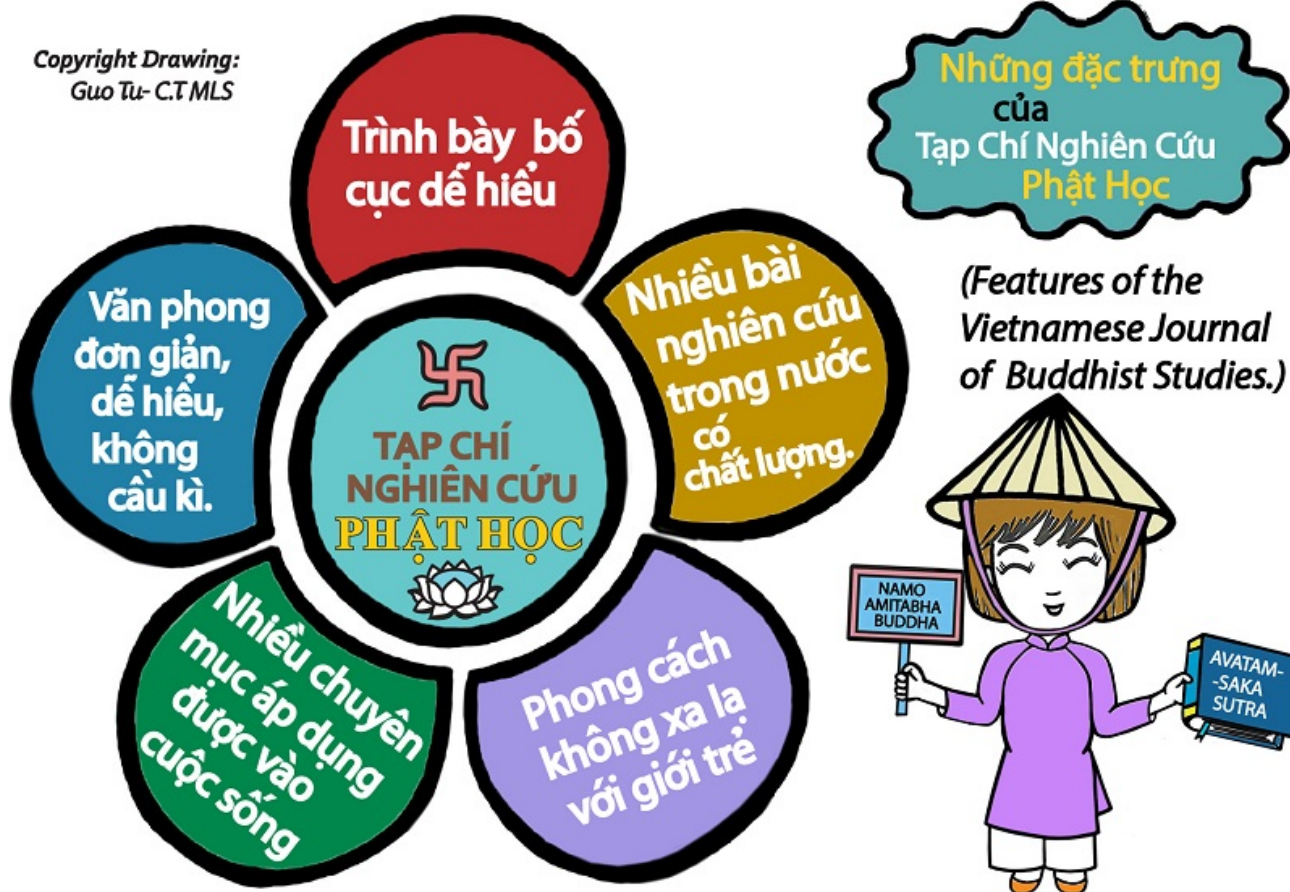 Copyright Drawing:
Guo Tu- C.T MLS
Những đặc trưng
của
Tạp Chí Nghiên Cứu
Phật Học
(Features of the
Vietnamese Journal
of Buddhist Studies.)
Trình bày bố
cục dễ hiểu
Nhiều bài
nghiên cứu
trong nước
có
chất lượng.
Phong cách
không xa lạ
với giới trẻ
Nhiều chuyên
mục áp dụng
được vào
cuộc sống
Văn phong
đơn giản,
dễ hiểu,
không
cầu kì.
TẠP CHÍ
NGHIÊN CỨU
PHẬT HỌC
NAMO
AMITABHA
BUDDHA
AVATAM-
-SAKA
SUTRA